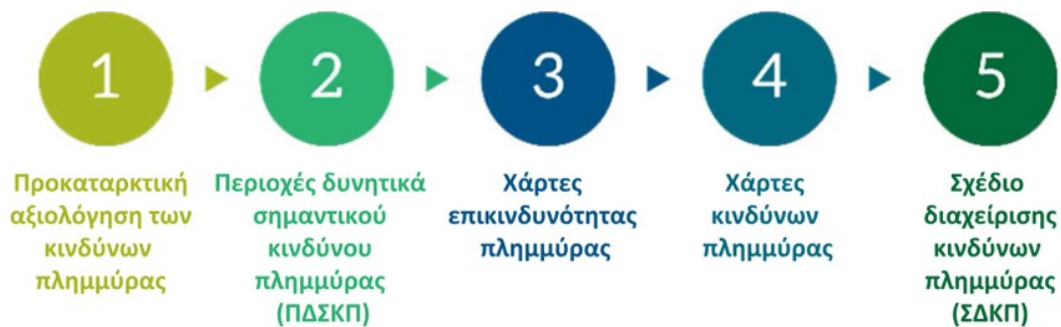 1
2
3
4
5
Προκαταρκτική
αξιολόγηση των
κινδύνων
πλημμύρας
Περιοχές δυνητικά
σημαντικού
κινδύνου
πλημμύρας
(ΠΔΣΚΠ)
Χάρτες
επικινδυνότητας
πλημμύρας
Χάρτες
κινδύνων
πλημμύρας
Σχέδιο
διαχείρισης
κινδύνων
πλημμύρας
(ΣΔΚΠ)